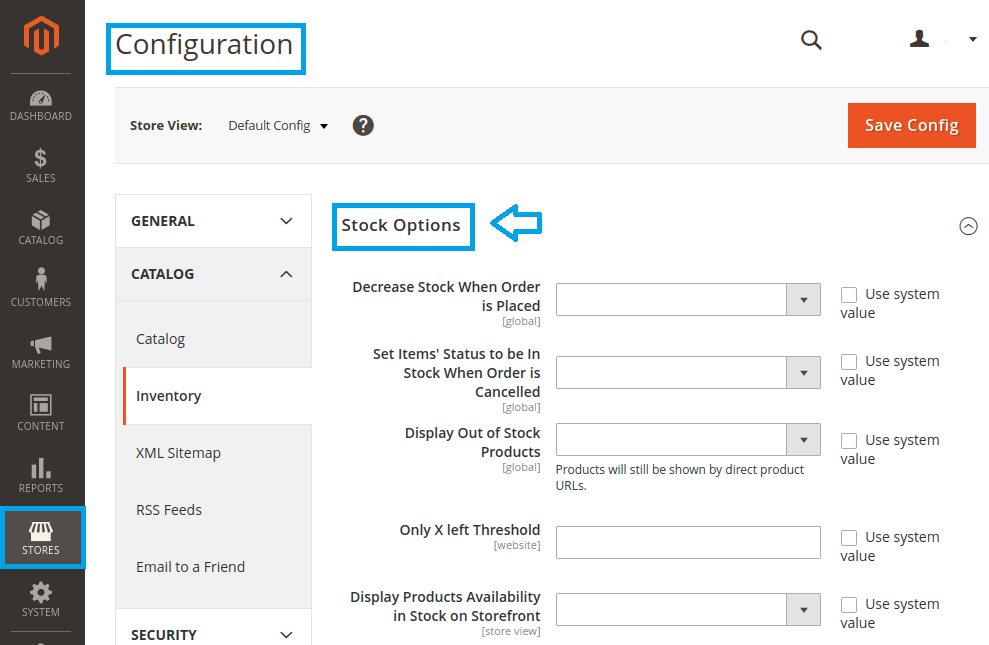 Configuration
Store View: Default Config ?
Save Config
DASHBOARD
$
SALES
CATALOG
CUSTOMERS
MARKETING
CONTENT
REPORTS
STORES
SYSTEM
GENERAL
CATALOG
Catalog
Inventory
XML Sitemap
RSS Feeds
Email to a Friend
SECURITY
Stock Options
Decrease Stock When Order
is Placed
[global]
Use system
value
Set Items' Status to be In
Stock When Order is
Cancelled
[global]
Use system
value
Display Out of Stock
Products
[global]
Products will still be shown by direct product
URLs.
Use system
value
Only X left Threshold
[website]
Use system
value
Display Products Availability
in Stock on Storefront
[store view]
Use system
value